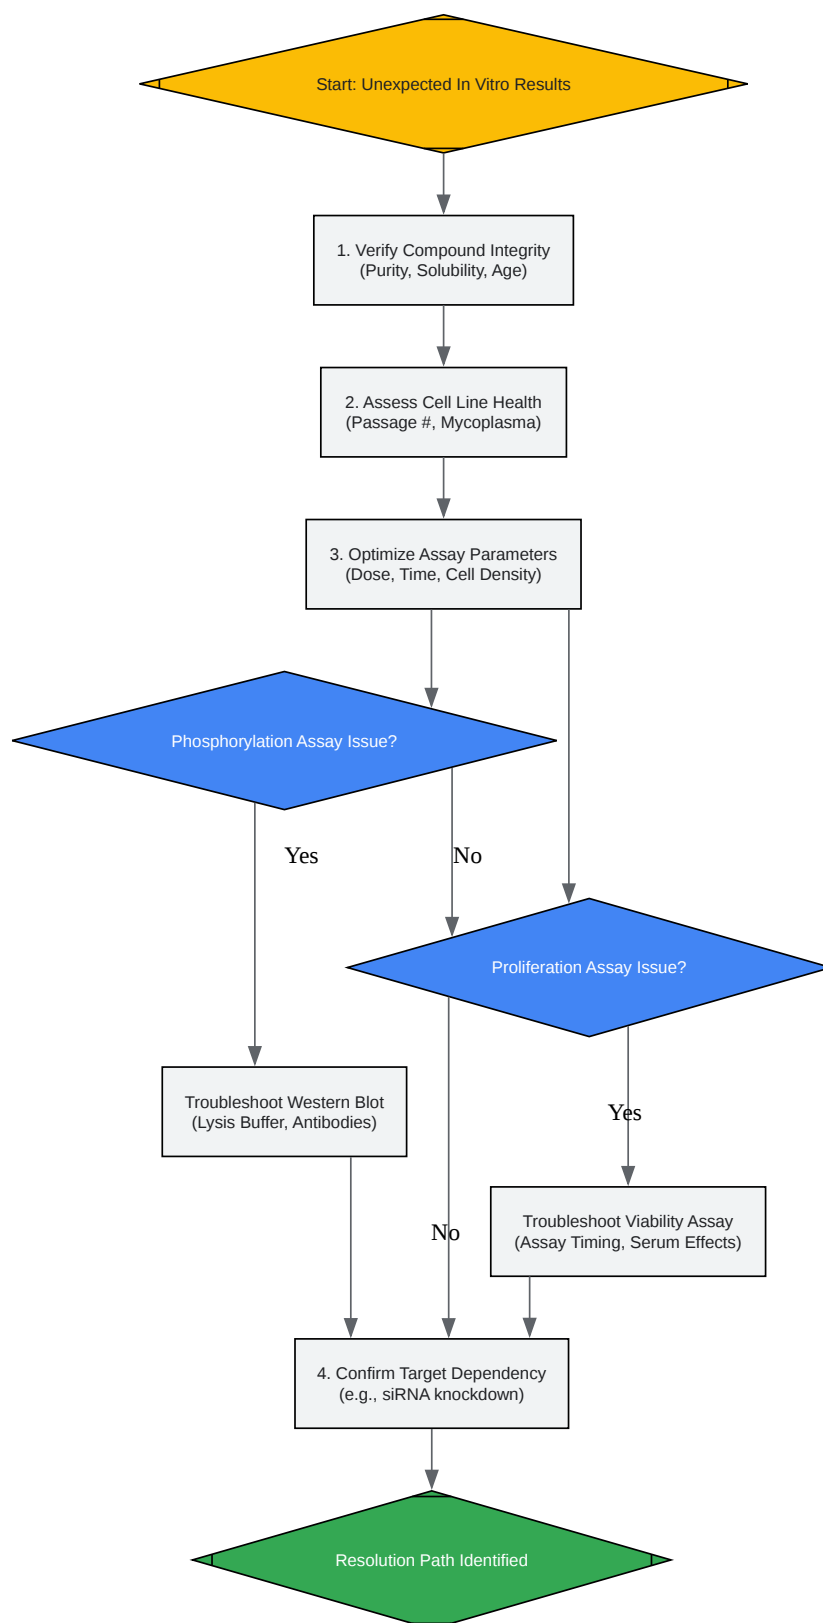 Start: Unexpected In Vitro Results
1. Verify Compound Integrity
(Purity, Solubility, Age)
2. Assess Cell Line Health
(Passage #, Mycoplasma)
3. Optimize Assay Parameters
(Dose, Time, Cell Density)
Phosphorylation Assay Issue?
Yes
No
Proliferation Assay Issue?
Troubleshoot Western Blot
(Lysis Buffer, Antibodies)
Yes
No
Troubleshoot Viability Assay
(Assay Timing, Serum Effects)
4. Confirm Target Dependency
(e.g., siRNA knockdown)
Resolution Path Identified